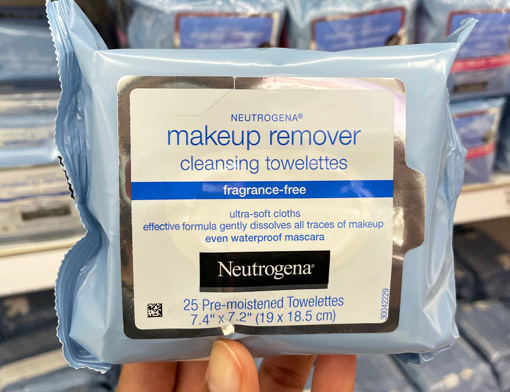 NEUTROGENA®
makeup remover
cleansing towelettes
fragrance-free
ultra-soft cloths
effective formula gently dissolves all traces of makeup
even waterproof mascara
Neutrogena®
25 Pre-moistened Towelettes
7.4" x 7.2" (19 x 18.5 cm)
30042229